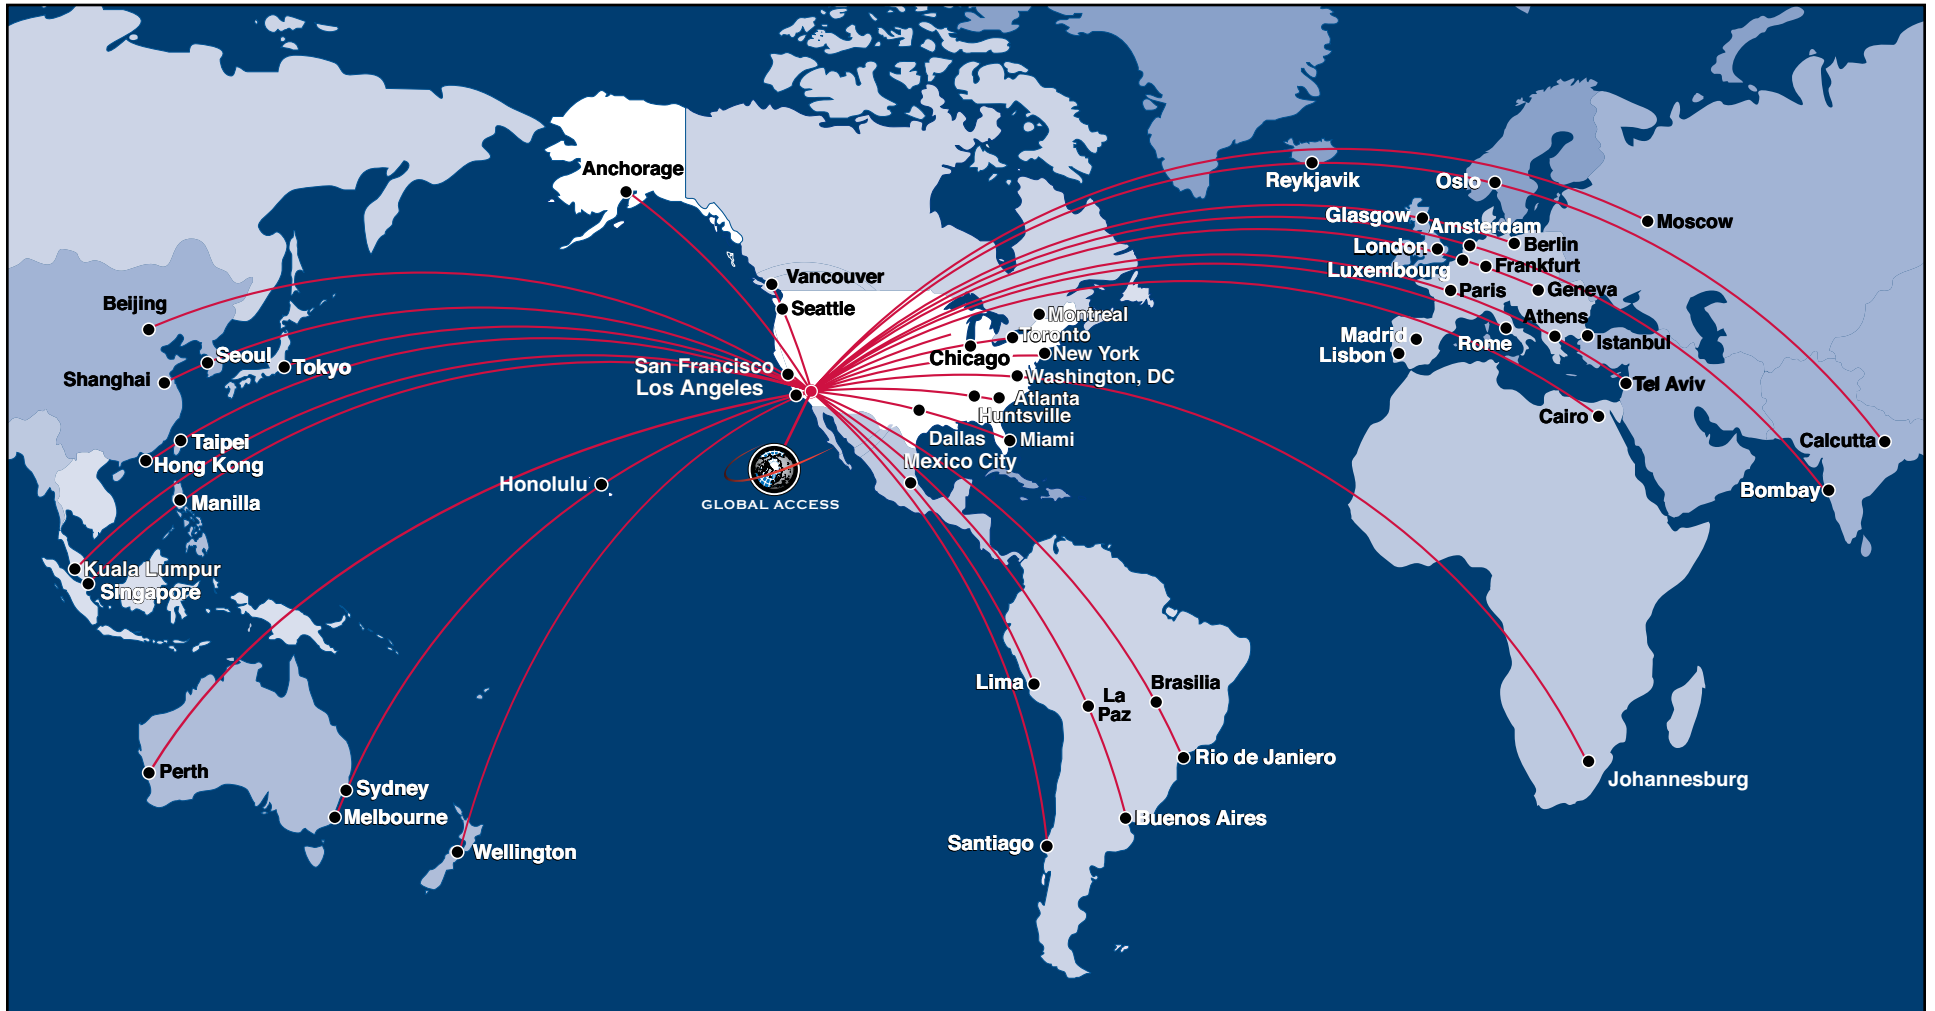 Anchorage
Reykjavik
Oslo
Moscow
Glasgow
Amsterdam
Berlin
London
Luxembourg
Frankfurt
Paris
Geneva
Vancouver
Seattle
Beijing
Montreal
Toronto
Athens
Madrid
Istanbul
Rome
Lisbon
Seoul
Tokyo
Shanghai
San Francisco
Los Angeles
Chicago
New York
Washington, DC
Atlanta
Huntsville
Tel Aviv
Cairo
Dallas
Miami
Mexico City
Calcutta
Taipei
Hong Kong
Honolulu
GLOBAL ACCESS
Manilla
Bombay
Kuala Lumpur
Singapore
Lima
La
Paz
Brasilia
Rio de Janiero
Perth
Sydney
Melbourne
Johannesburg
Buenos Aires
Santiago
Wellington